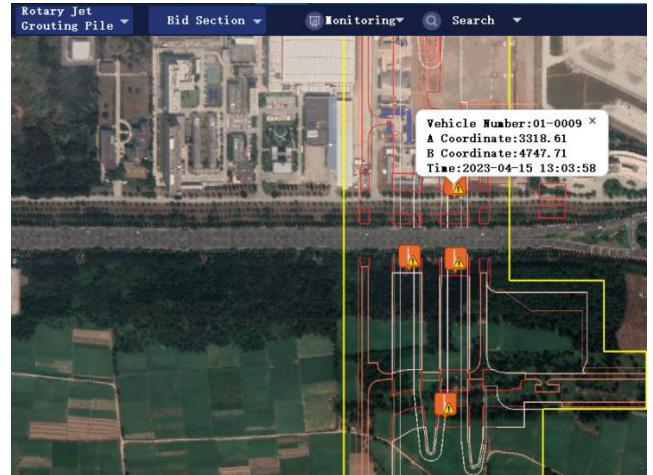 Rotary Jet
Grouting Pile
Bid Section
Monitoring
Search
Vehicle Number:01-0009 ×
A Coordinate:3318.61
B Coordinate:4747.71
Time:2023-04-15 13:03:58